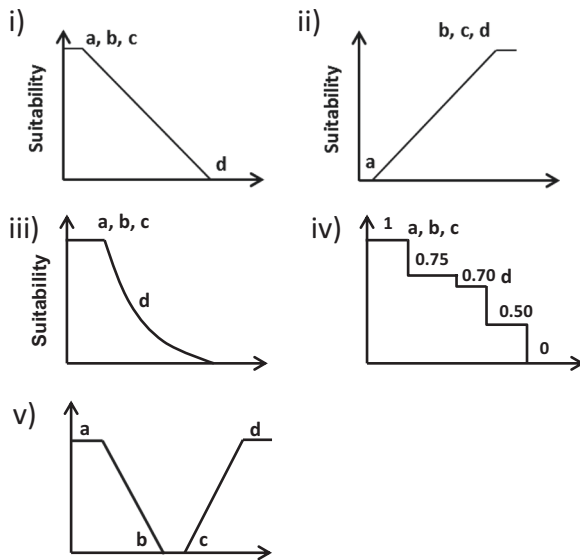 i)
a, b, c
Suitability
d
ii)
b, c, d
Suitability
a
iii)
a, b, c
Suitability
d
iv)
1 a, b, c
0.75
0.70 d
0.50
0
v)
a
d
b
c